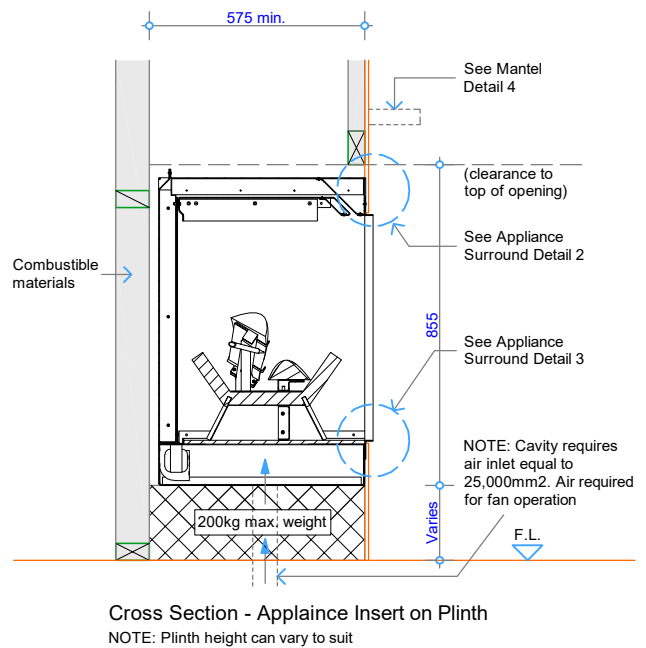 575 min.
See Mantel
Detail 4
(clearance to
top of opening)
See Appliance
Surround Detail 2
Combustible
materials
855
See Appliance
Surround Detail 3
NOTE: Cavity requires
air inlet equal to
25,000mm2. Air required
for fan operation
200kg max. weight
Varies
F.L.
Cross Section - Applaince Insert on Plinth
NOTE: Plinth height can vary to suit